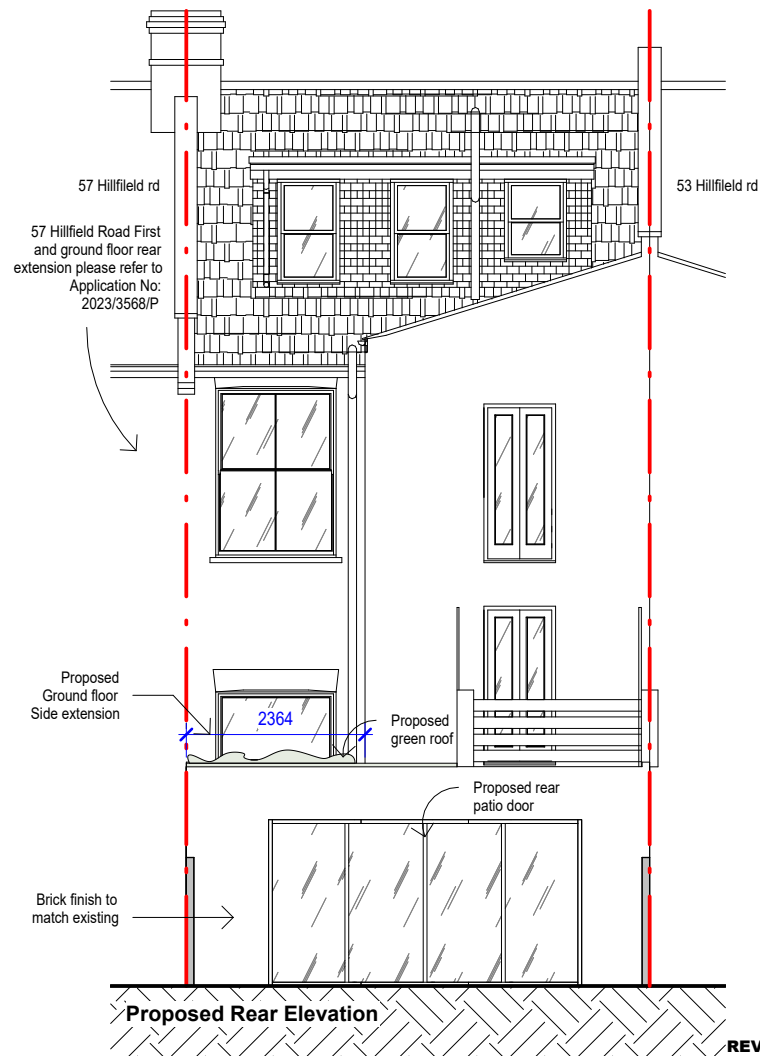 57 Hillfileld rd
53 Hillfileld rd
57 Hillfield Road First
and ground floor rear
extension please refer to
Application No:
2023/3568/P
Proposed
Ground floor
Side extension
2364
Proposed
green roof
Proposed rear
patio door
Brick finish to
match existing
Proposed Rear Elevation
REV